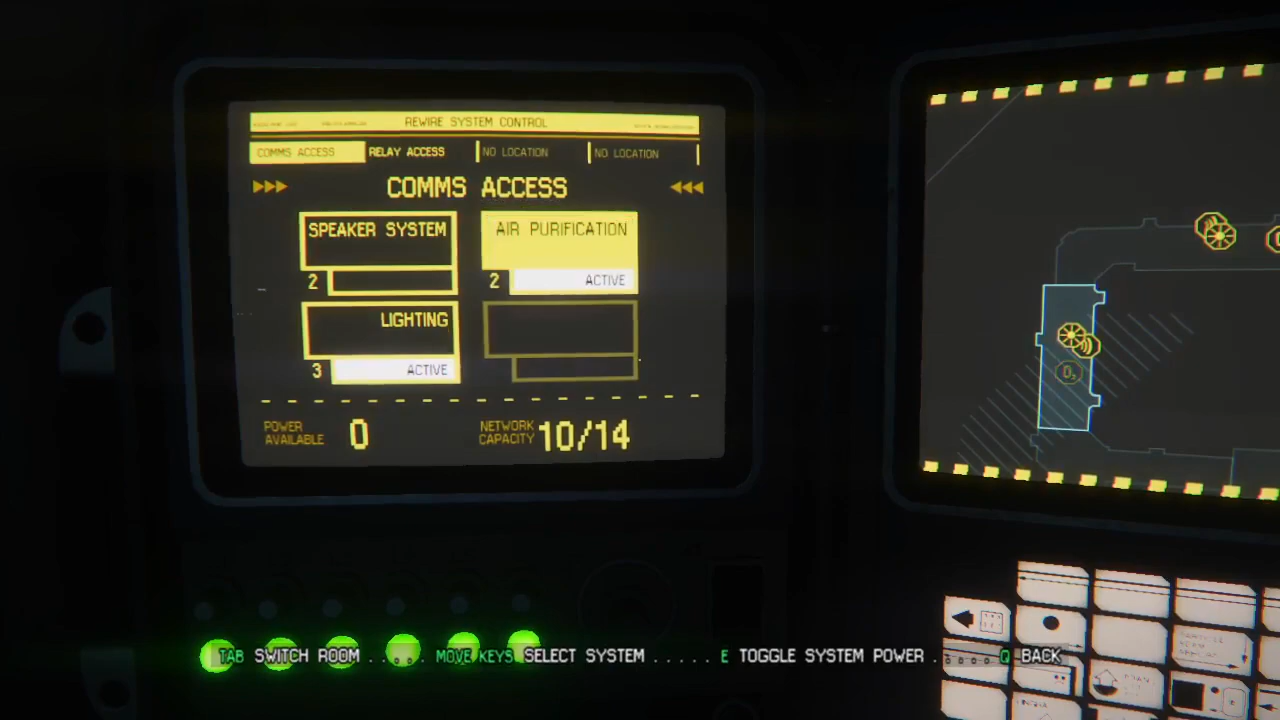 REWIRE SYSTEM CONTROL
COMMS ACCESS RELAY ACCESS NO LOCATION NO LOCATION
COMMS ACCESS
SPEAKER SYSTEM
2
AIR PURIFICATION
2 ACTIVE
LIGHTING
3 ACTIVE
POWER AVAILABLE 0
NETWORK CAPACITY 10/14
O₂
TAB SWITCH ROOM ..... MOVE KEYS SELECT SYSTEM ..... E TOGGLE SYSTEM POWER ..... Q BACK